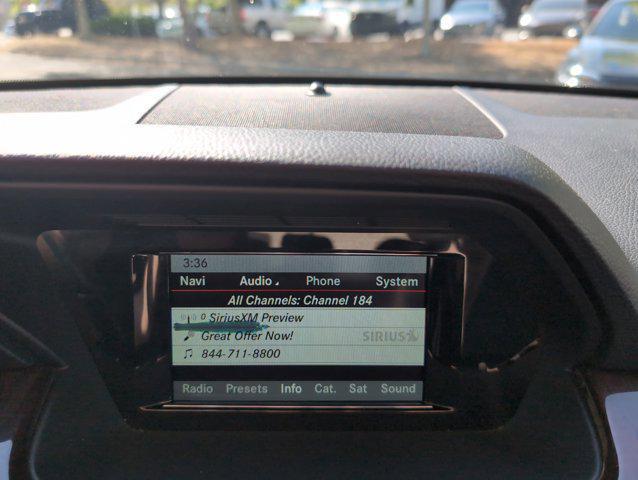 3:36
Navi Audio Phone System
All Channels: Channel 184
0 SiriusXM Preview
Great Offer Now!
SIRIUS
844-711-8800
Radio Presets Info Cat. Sat Sound